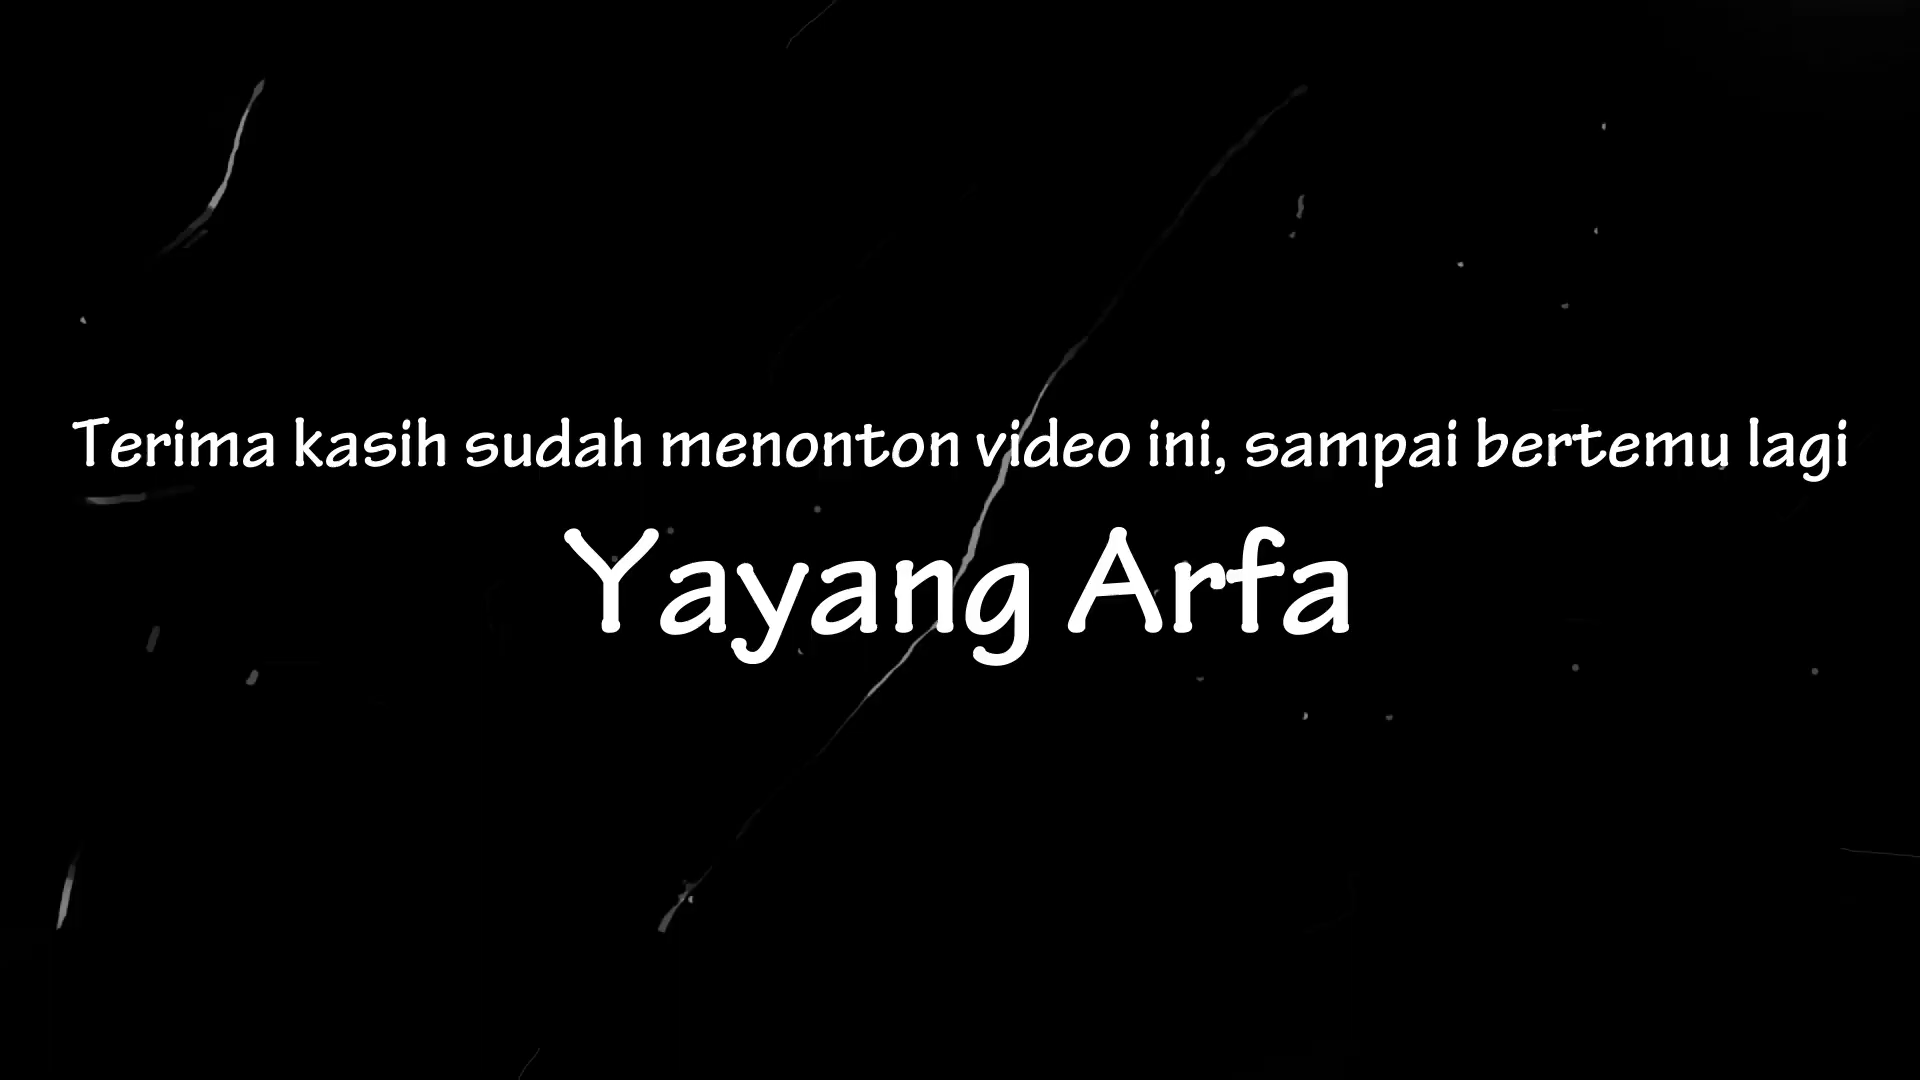 Terima kasih sudah menonton video ini, sampai bertemu lagi
Yayang Arfa